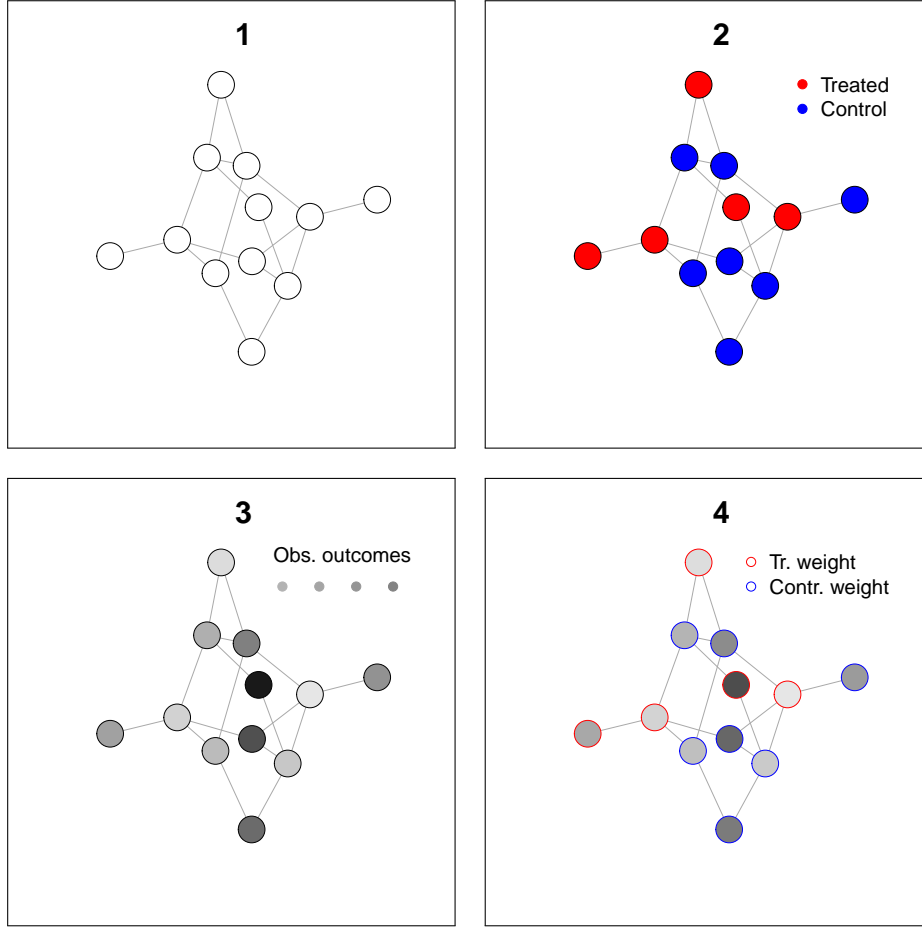 1
2
Treated
Control
3
Obs. outcomes
4
Tr. weight
Contr. weight